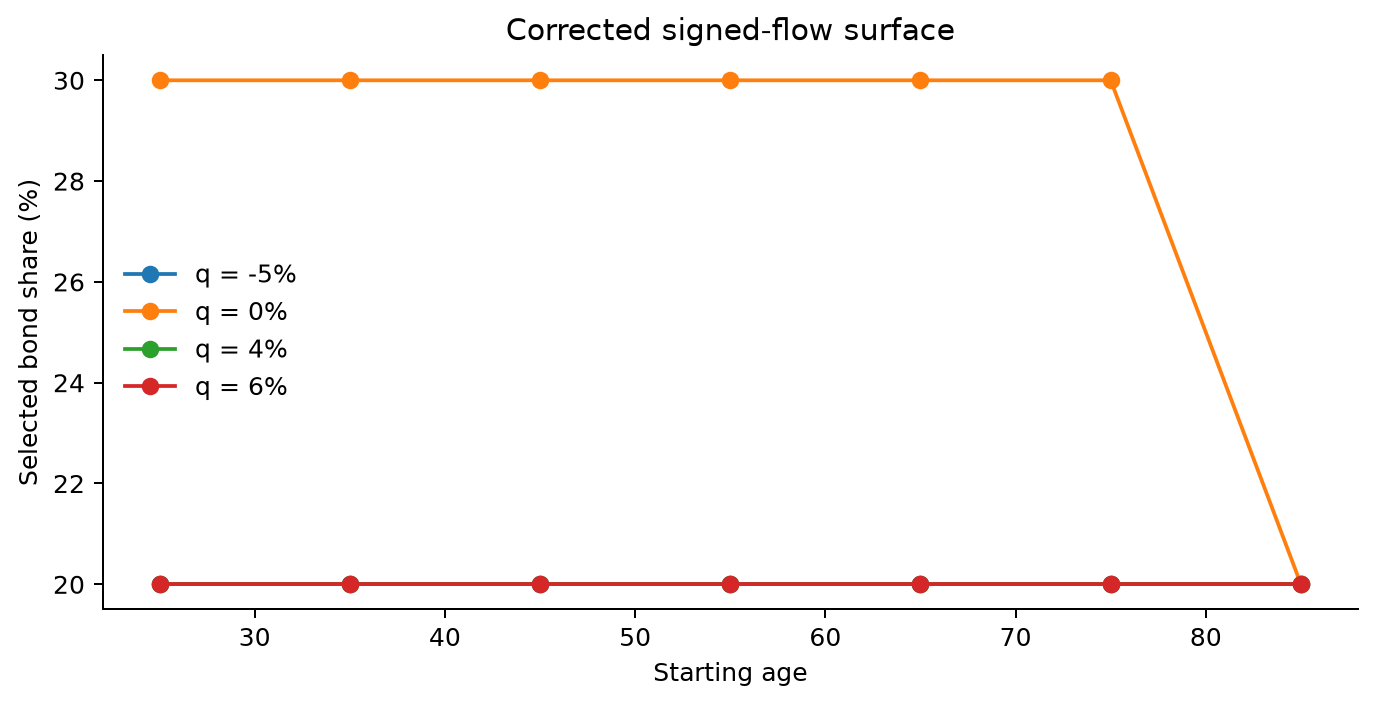 Corrected signed-flow surface
Selected bond share (%)
30
28
26
24
22
20
q = -5%
q = 0%
q = 4%
q = 6%
30 40 50 60 70 80
Starting age